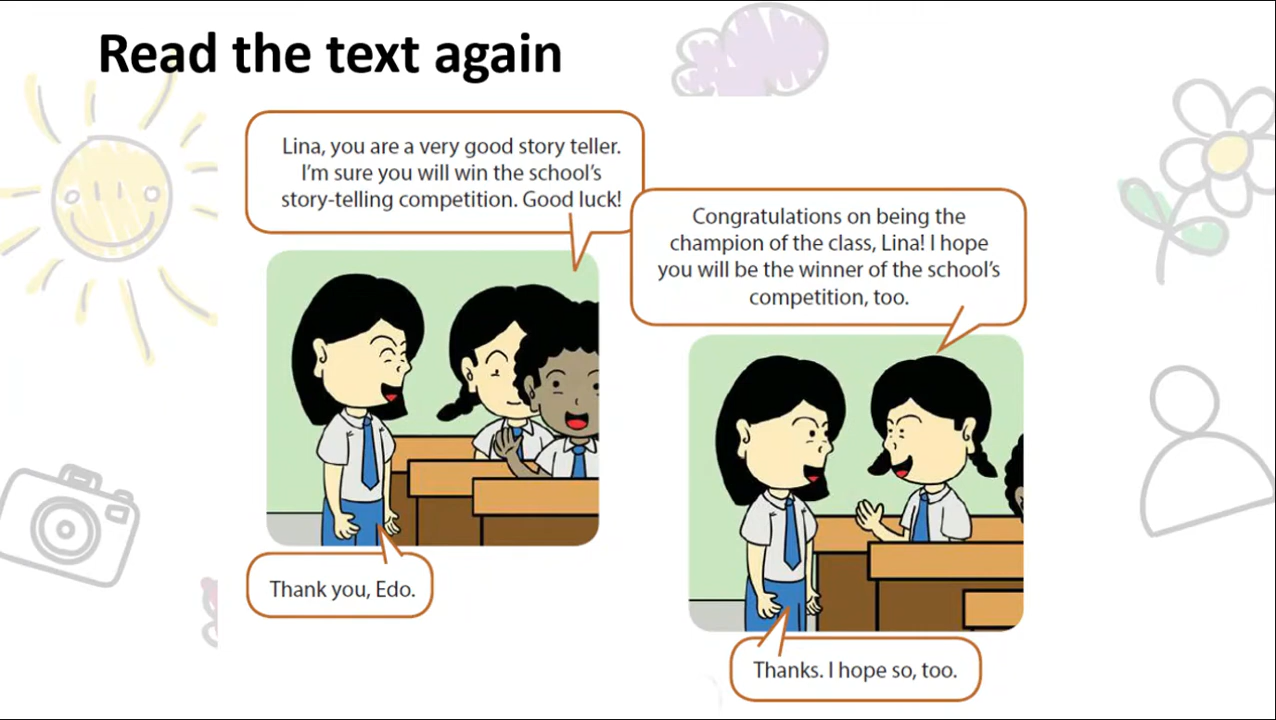 Read the text again
Lina, you are a very good story teller.
I'm sure you will win the school's
story-telling competition. Good luck!
Thank you, Edo.
Congratulations on being the
champion of the class, Lina! I hope
you will be the winner of the school's
competition, too.
Thanks. I hope so, too.